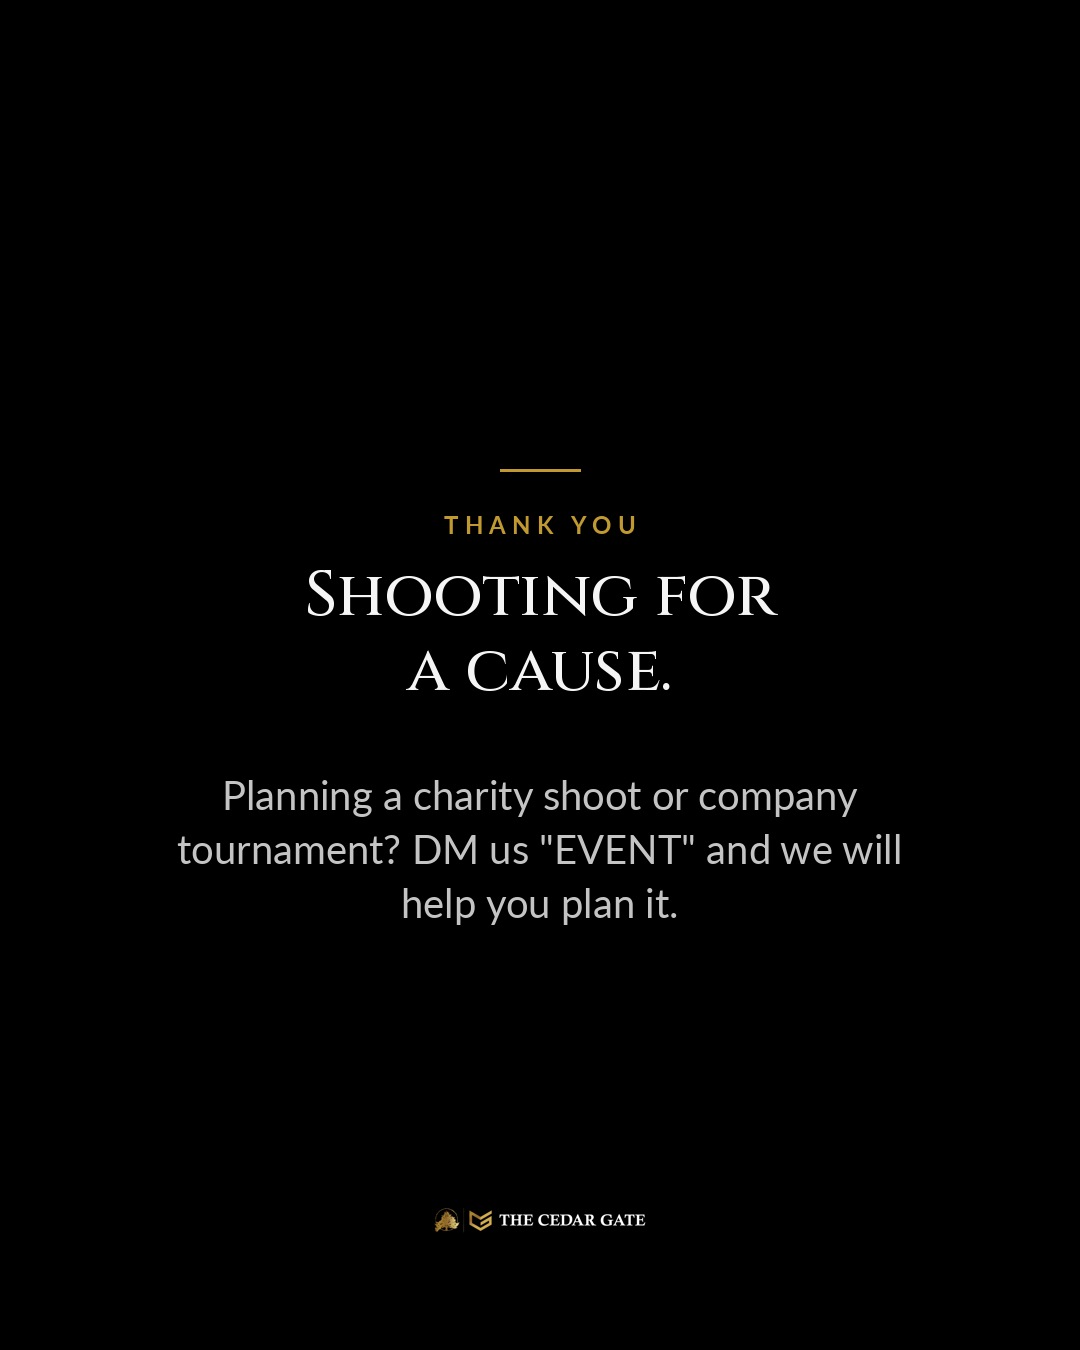 THANK YOU
SHOOTING FOR
A CAUSE.
Planning a charity shoot or company
tournament? DM us "EVENT" and we will
help you plan it.
THE CEDAR GATE